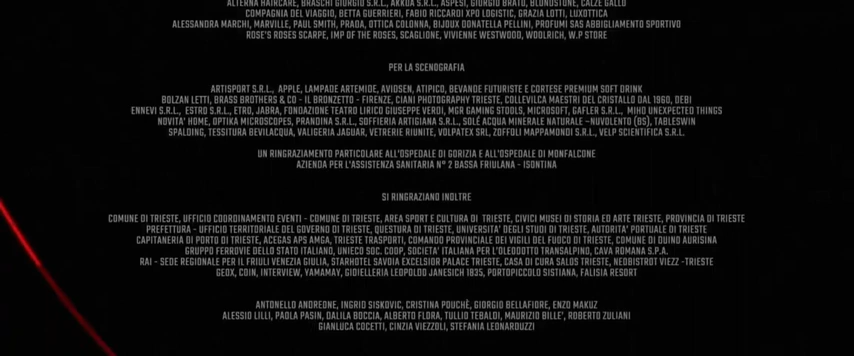 ALTERNA HAIRCARE, BRASCHI GIORGIO S.R.L., AKKUA S.R.L., ASPESI, GIORGIO BRATO, BLUNDSTONE, CALZE GALLO
COMPAGNIA DEL VIAGGIO, BETTA GUERRIERI, FABIO RICCARDO XPO LOGISTIC, GRAZIA LOTTI, LUXOTTICA
ALESSANDRA MARCHI, MARVILLE, PAUL SMITH, PRADA, OTTICA COLONNA, BIJOUX DONATELLA PELLINI, PROFUMI SAS ABBIGLIAMENTO SPORTIVO
ROSE'S ROSES SCARPE, IMP OF THE ROSES, SCAGLIONE, VIVIENNE WESTWOOD, WOOLRICH, W.P STORE
PER LA SCENOGRAFIA
ARTISPORT S.R.L., APPLE, LAMPADE ARTEMIDE, AVIOSEN, ATIPICO, BEVANDE FUTURISTE E CORTESE PREMIUM SOFT DRINK
BOLZAN LETTI, BRASS BROTHERS & CO - IL BRONZETTO - FIRENZE, CIANI PHOTOGRAPHY TRIESTE, COLLEVILCA MAESTRI DEL CRISTALLO DAL 1960, DEBI
ENNEVI S.R.L., ESTRO S.R.L., ETRO, JABRA, FONDAZIONE TEATRO LIRICO GIUSEPPE VERDI, MGR GAMING STOOLS, MICROSOFT, GAFLER S.R.L., MIHO UNEXPECTED THINGS
NOVITA' HOME, OPTIKA MICROSCOPES, PRANDINA S.R.L., SOFFIERIA ARTIGIANA S.R.L., SOLÉ ACQUA MINERALE NATURALE –NUVOLENTO (BS), TABLESWIN
SPALDING, TESSITURA BEVILACQUA, VALIGERIA JAGUAR, VETRERIE RIUNITE, VOLPATEX SRL, ZOFFOLI MAPPAMONDI S.R.L., VELP SCIENTIFICA S.R.L.
UN RINGRAZIAMENTO PARTICOLARE ALL'OSPEDALE DI GORIZIA E ALL'OSPEDALE DI MONFALCONE
AZIENDA PER L'ASSISTENZA SANITARIA N° 2 BASSA FRIULANA - ISONTINA
SI RINGRAZIANO INOLTRE
COMUNE DI TRIESTE, UFFICIO COORDINAMENTO EVENTI - COMUNE DI TRIESTE, AREA SPORT E CULTURA DI TRIESTE, CIVICI MUSEI DI STORIA ED ARTE TRIESTE, PROVINCIA DI TRIESTE
PREFETTURA - UFFICIO TERRITORIALE DEL GOVERNO DI TRIESTE, QUESTURA DI TRIESTE, UNIVERSITA' DEGLI STUDI DI TRIESTE, AUTORITA' PORTUALE DI TRIESTE
CAPITANERIA DI PORTO DI TRIESTE, ACEGAS APS AMGA, TRIESTE TRASPORTI, COMANDO PROVINCIALE DEI VIGILI DEL FUOCO DI TRIESTE, COMUNE DI DUINO AURISINA
GRUPPO FERROVIE DELLO STATO ITALIANO, UNIECO SOC. COOP, SOCIETA' ITALIANA PER L'OLEODOTTO TRANSALPINO, CAVA ROMANA S.P.A.
RAI - SEDE REGIONALE PER IL FRIULI VENEZIA GIULIA, STARHOTEL SAVOIA EXCELSIOR PALACE TRIESTE, CASA DI CURA SALUS TRIESTE, NEOBISTROT VIEZZ -TRIESTE
GEOX, COIN, INTERVIEW, YAMAMAY, GIOIELLERIA LEOPOLDO JANESICH 1835, PORTOPICCOLO SISTIANA, FALISIA RESORT
ANTONELLO ANDREONE, INGRID SISKOVIC, CRISTINA POUCHÈ, GIORGIO BELLAFIORE, ENZO MAKUZ
ALESSIO LILLI, PAOLA PASIN, DALILA BOCCIA, ALBERTO FLORA, TULLIO TEBALDI, MAURIZIO BILLE', ROBERTO ZULIANI
GIANLUCA COCETTI, CINZIA VIEZZOLI, STEFANIA LEONARDUZZI